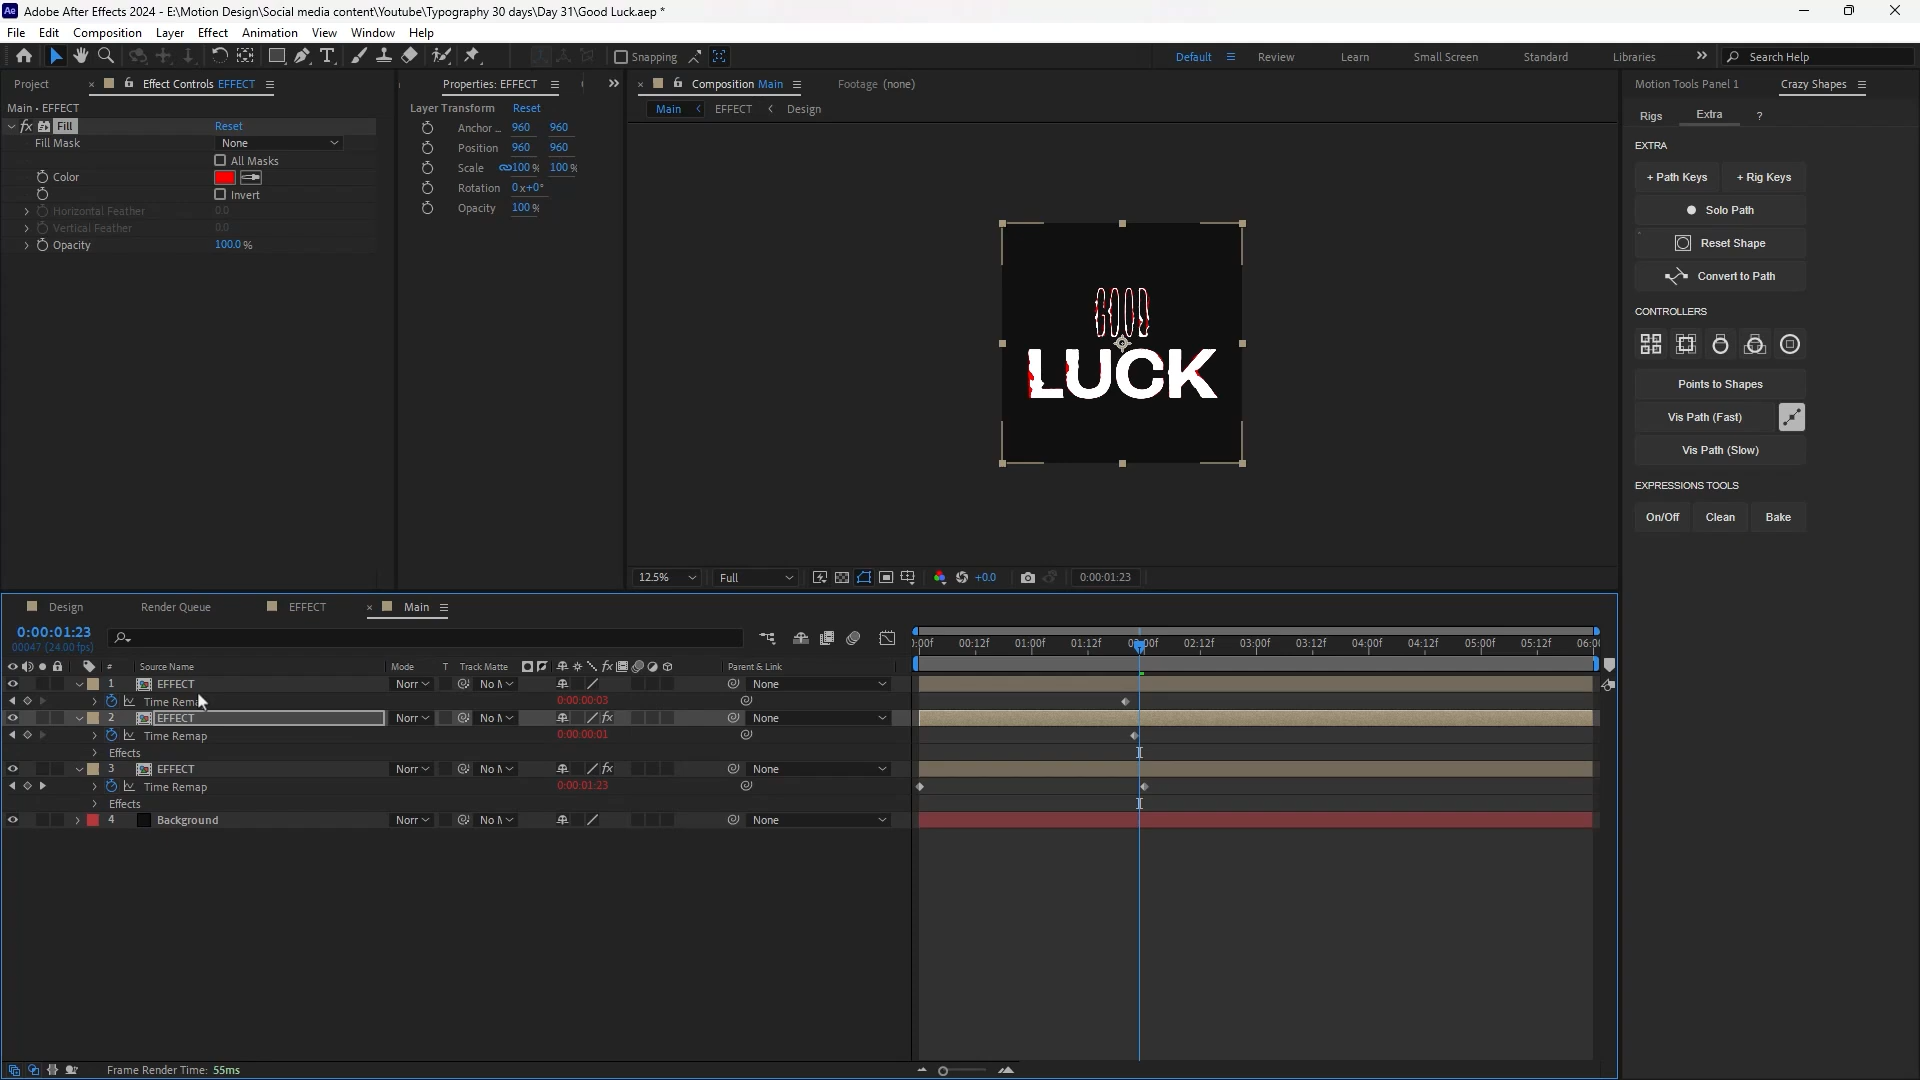 Adobe After Effects 2024 - E:\Motion Design\Social media content\Youtube\Typography 30 days\Day 31\Good Luck.aep *
File Edit Composition Layer Effect Animation View Window Help
Snapping
Default Review Learn Small Screen Standard Libraries Search Help
Project Effect Controls EFFECT
Main • EFFECT
fx Fill Reset
Fill Mask None
All Masks
Color
Invert
Horizontal Feather 0.0
Vertical Feather 0.0
Opacity 100.0 %
Properties: EFFECT
Layer Transform Reset
Anchor ... 960 960
Position 960 960
Scale 100 % 100 %
Rotation 0x+0°
Opacity 100 %
Composition Main Footage (none)
Main EFFECT Design
GOOD
LUCK
12.5% Full +0.0 0:00:01:23
Motion Tools Panel 1 Crazy Shapes
Rigs Extra ?
EXTRA
+ Path Keys + Rig Keys
Solo Path
Reset Shape
Convert to Path
CONTROLLERS
Points to Shapes
Vis Path (Fast)
Vis Path (Slow)
EXPRESSIONS TOOLS
On/Off Clean Bake
Design Render Queue EFFECT Main
0:00:01:23
00047 (24.00 fps)
:00f 00:12f 01:00f 01:12f 02:00f 02:12f 03:00f 03:12f 04:00f 04:12f 05:00f 05:12f 06:00
# Source Name Mode T Track Matte fx Parent & Link
1 EFFECT Norr No M None
Time Remap 0:00:00:03
2 EFFECT Norr No M fx None
Time Remap 0:00:00:01
Effects
3 EFFECT Norr No M fx None
Time Remap 0:00:01:23
Effects
4 Background Norr No M None
Frame Render Time: 55ms